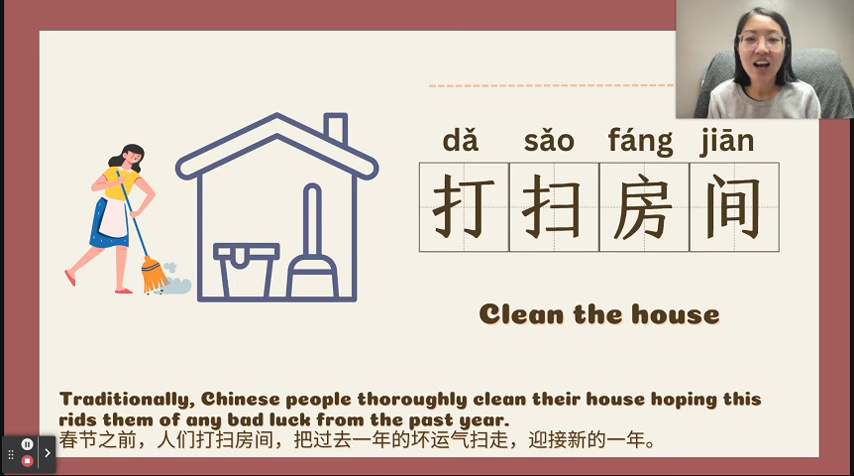 dǎ sǎo fáng jiān
打扫房间
Clean the house
Traditionally, Chinese people thoroughly clean their house hoping this
rids them of any bad luck from the past year.
春节之前，人们打扫房间，把过去一年的坏运气扫走，迎接新的一年。